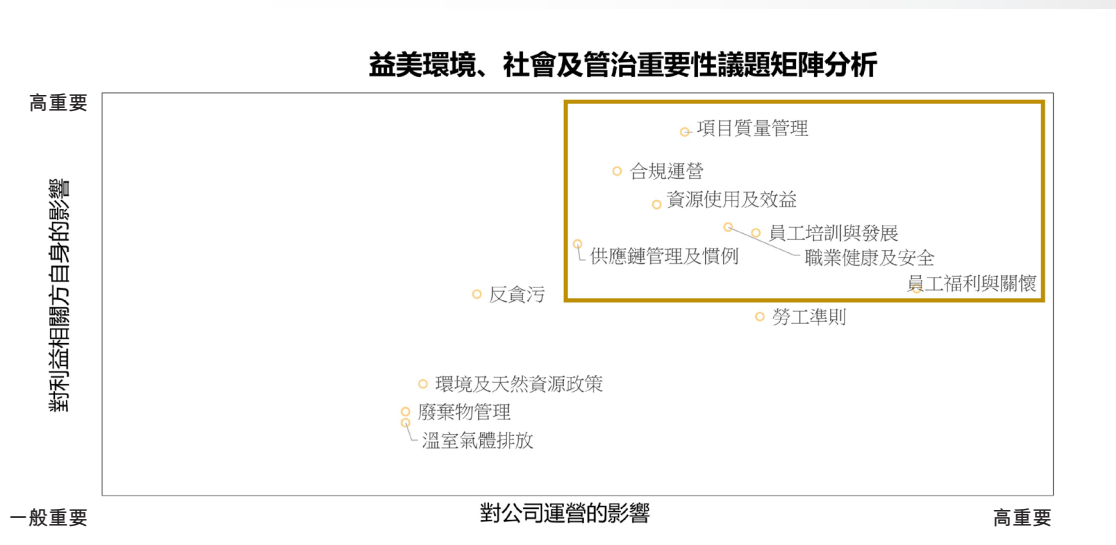 益美環境、社會及管治重要性議題矩陣分析
高重要
對利益相關方自身的影響
項目質量管理
合規運營
資源使用及效益
員工培訓與發展
供應鏈管理及慣例
職業健康及安全
員工福利與關懷
反貪污
勞工準則
環境及天然資源政策
廢棄物管理
溫室氣體排放
一般重要
對公司運營的影響
高重要